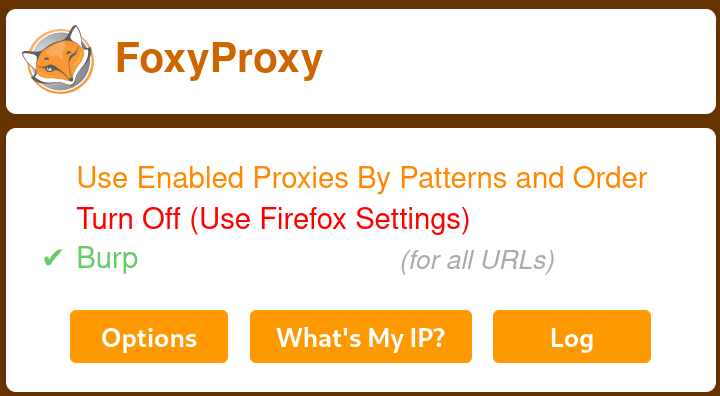 FoxyProxy
Use Enabled Proxies By Patterns and Order
Turn Off (Use Firefox Settings)
✔ Burp (for all URLs)
Options What's My IP? Log